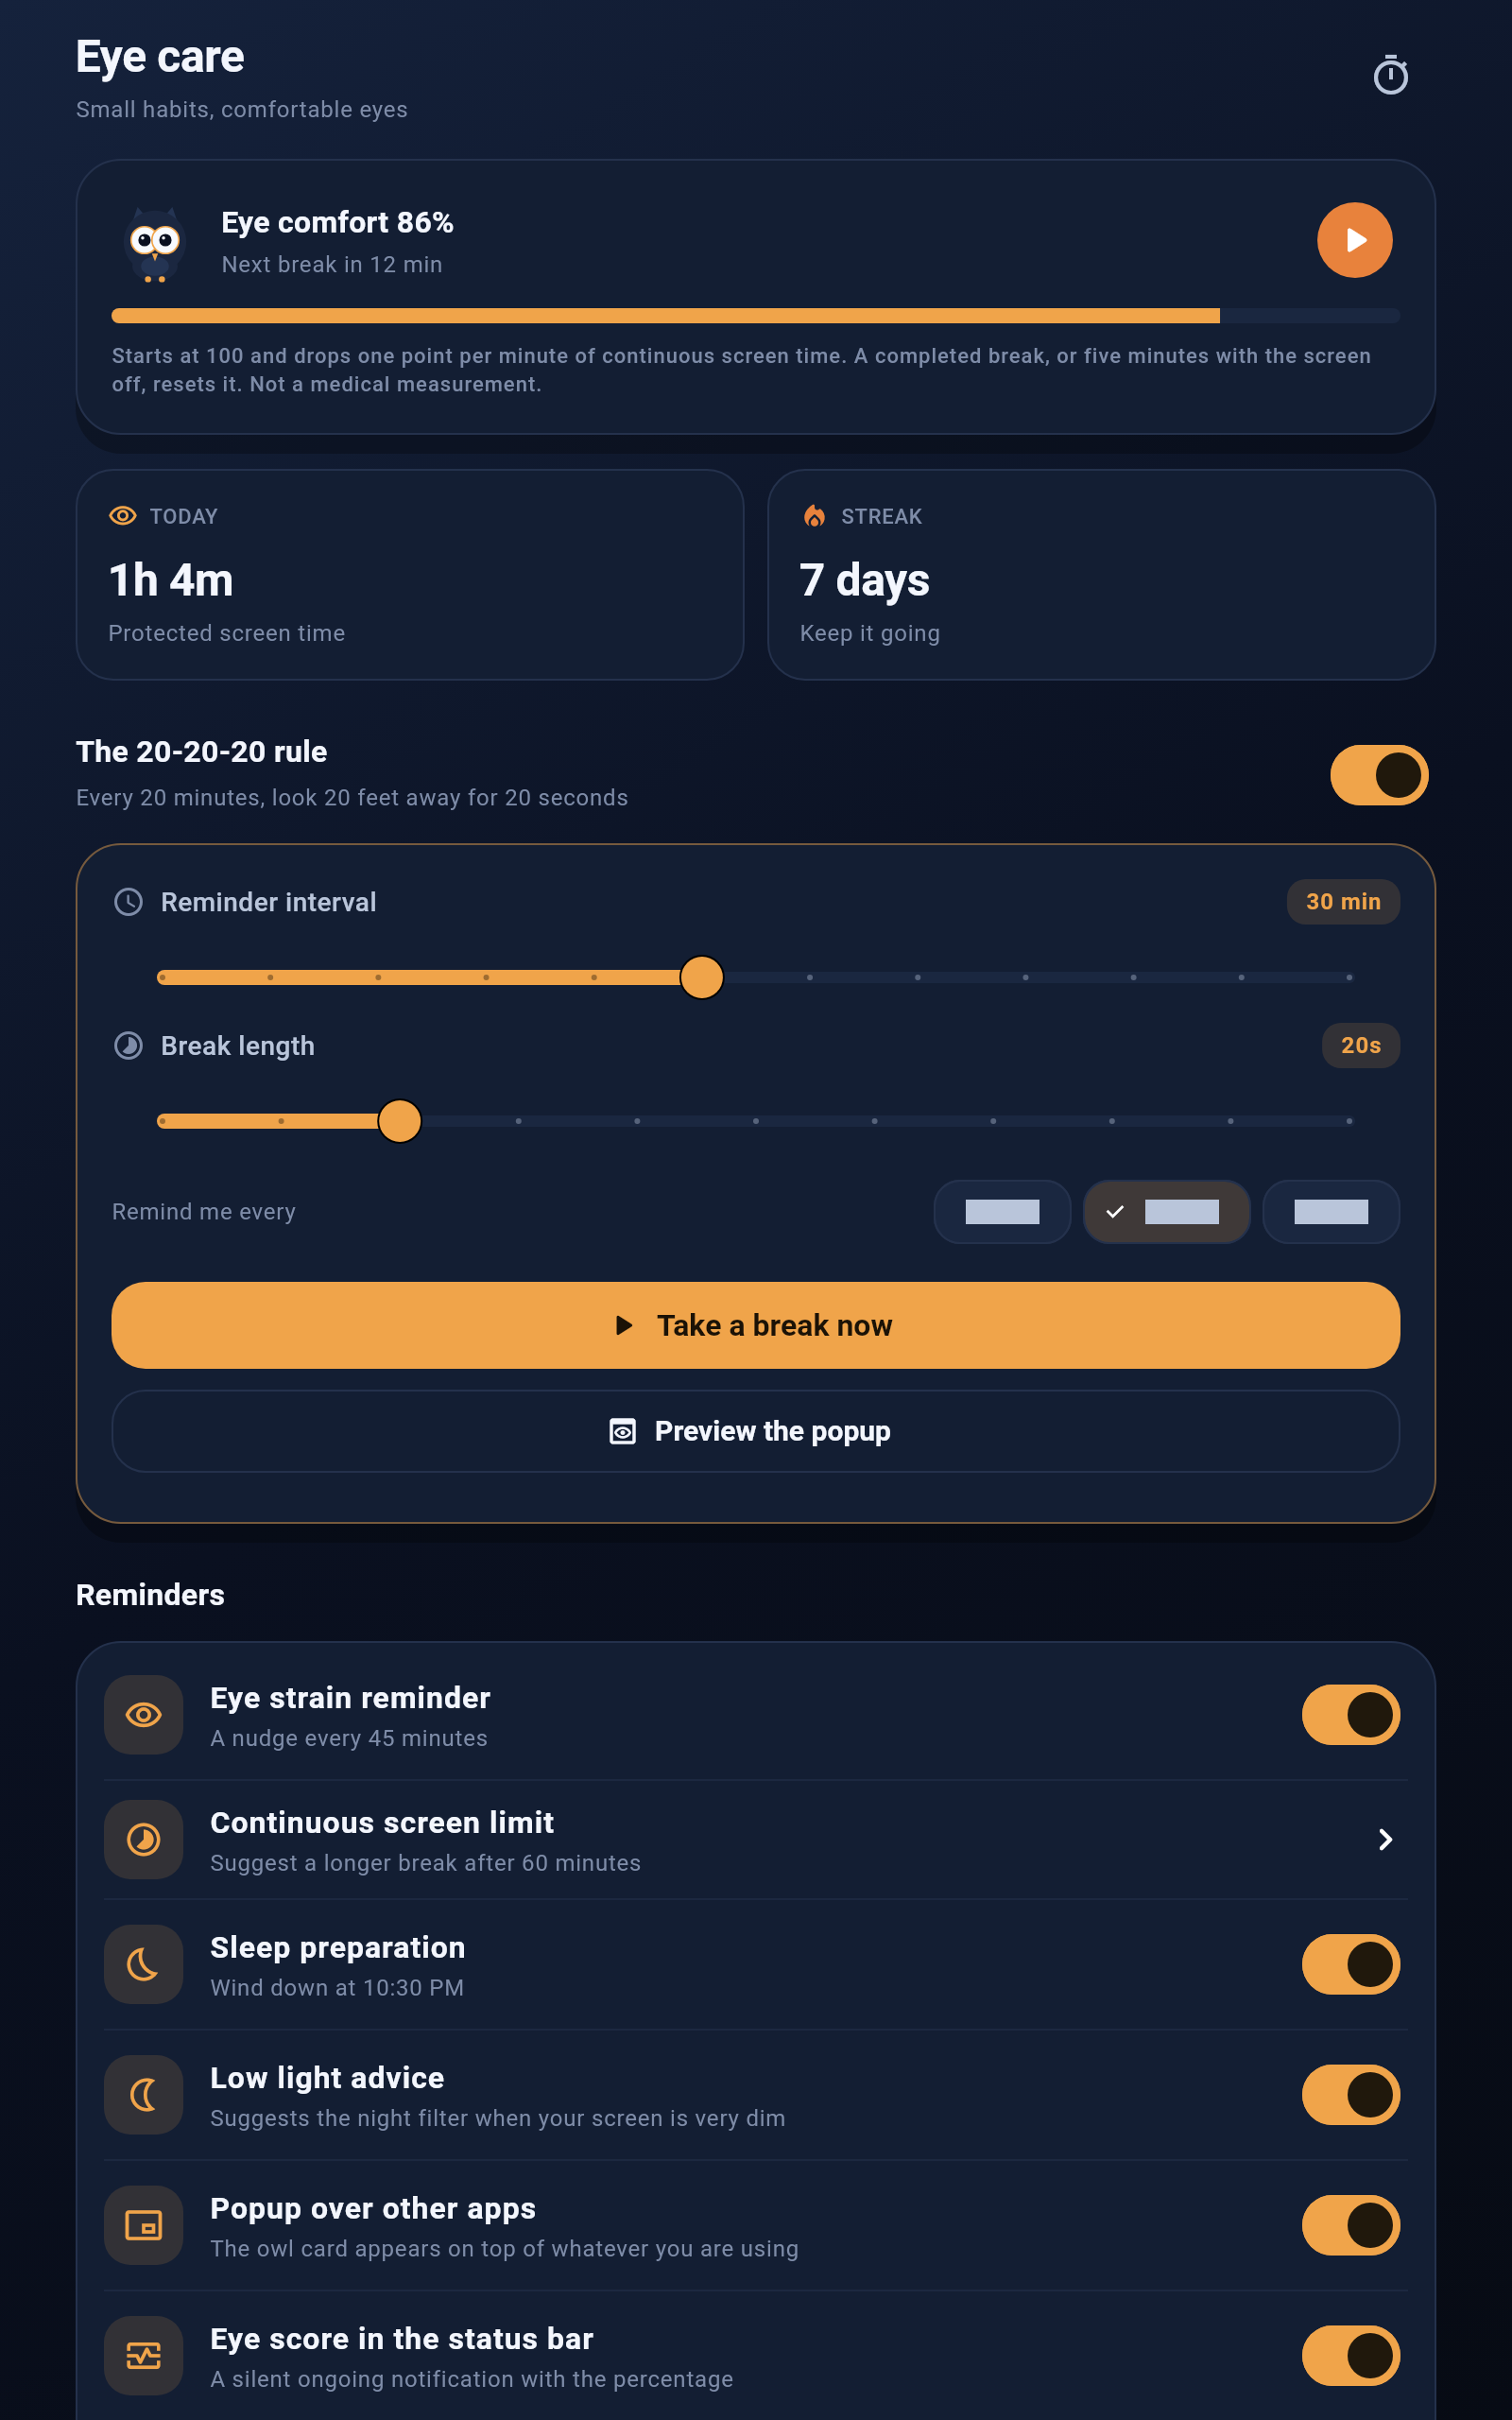 Eye care
Small habits, comfortable eyes
Eye comfort 86%
Next break in 12 min
Starts at 100 and drops one point per minute of continuous screen time. A completed break, or five minutes with the screen
off, resets it. Not a medical measurement.
TODAY
1h 4m
Protected screen time
STREAK
7 days
Keep it going
The 20-20-20 rule
Every 20 minutes, look 20 feet away for 20 seconds
Reminder interval
30 min
Break length
20s
Remind me every
Take a break now
Preview the popup
Reminders
Eye strain reminder
A nudge every 45 minutes
Continuous screen limit
Suggest a longer break after 60 minutes
Sleep preparation
Wind down at 10:30 PM
Low light advice
Suggests the night filter when your screen is very dim
Popup over other apps
The owl card appears on top of whatever you are using
Eye score in the status bar
A silent ongoing notification with the percentage